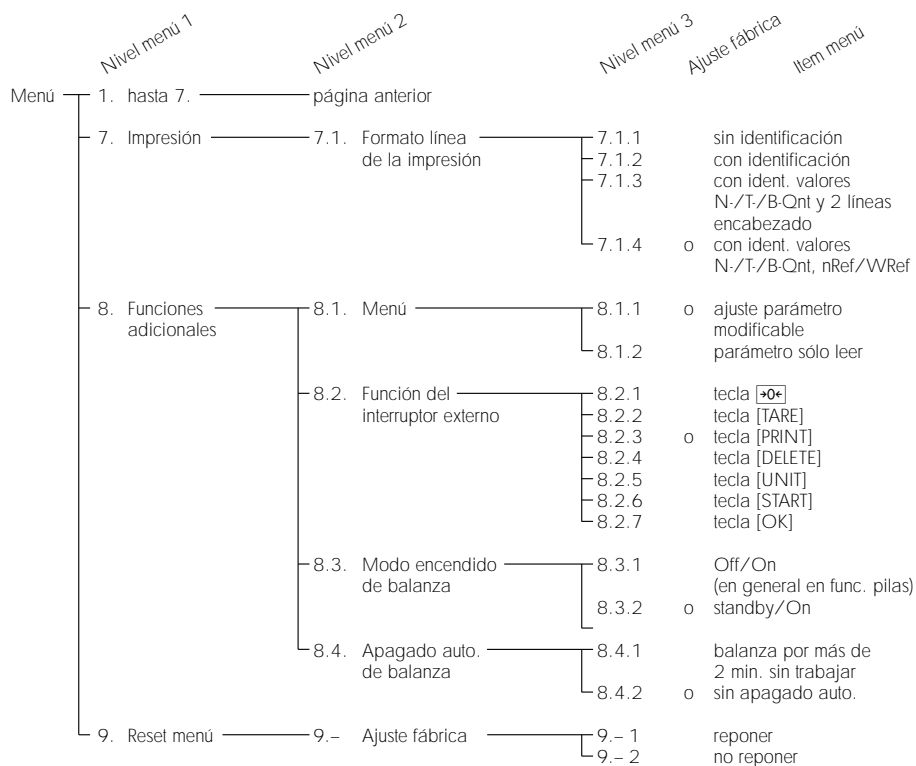 Nivel menú 1 Nivel menú 2 Nivel menú 3 Ajuste fábrica Item menú
Menú 1. hasta 7. página anterior
7. Impresión 7.1. Formato línea 7.1.1 sin identificación
de la impresión 7.1.2 con identificación
7.1.3 con ident. valores
N-/T-/B-Qnt y 2 líneas
encabezado
7.1.4 o con ident. valores
N-/T-/B-Qnt, nRef/WRef
8. Funciones 8.1. Menú 8.1.1 o ajuste parámetro
adicionales modificable
8.1.2 parámetro sólo leer
8.2. Función del 8.2.1 tecla →0←
interruptor externo 8.2.2 tecla [TARE]
8.2.3 o tecla [PRINT]
8.2.4 tecla [DELETE]
8.2.5 tecla [UNIT]
8.2.6 tecla [START]
8.2.7 tecla [OK]
8.3. Modo encendido 8.3.1 Off/On
de balanza (en general en func. pilas)
8.3.2 o standby/On
8.4. Apagado auto. 8.4.1 balanza por más de
de balanza 2 min. sin trabajar
8.4.2 o sin apagado auto.
9. Reset menú 9.– Ajuste fábrica 9.– 1 reponer
9.– 2 no reponer